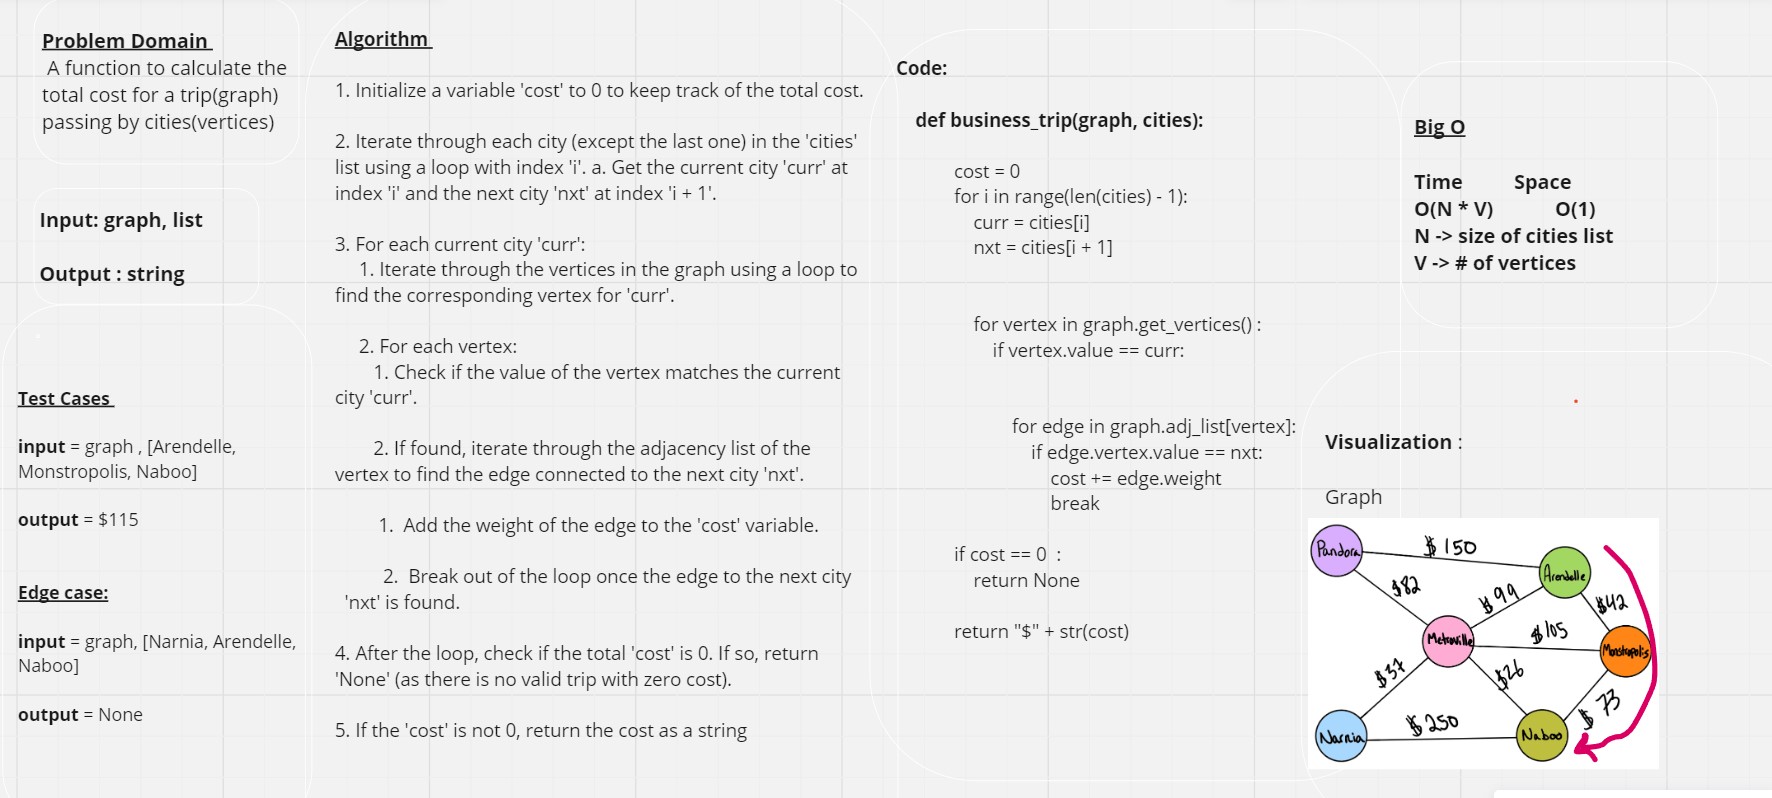 Problem Domain
A function to calculate the
total cost for a trip(graph)
passing by cities(vertices)
Input: graph, list
Output : string
Test Cases
input = graph , [Arendelle,
Monstropolis, Naboo]
output = $115
Edge case:
input = graph, [Narnia, Arendelle,
Naboo]
output = None
Algorithm
1. Initialize a variable 'cost' to 0 to keep track of the total cost.
2. Iterate through each city (except the last one) in the 'cities'
list using a loop with index 'i'. a. Get the current city 'curr' at
index 'i' and the next city 'nxt' at index 'i + 1'.
3. For each current city 'curr':
1. Iterate through the vertices in the graph using a loop to
find the corresponding vertex for 'curr'.
2. For each vertex:
1. Check if the value of the vertex matches the current
city 'curr'.
2. If found, iterate through the adjacency list of the
vertex to find the edge connected to the next city 'nxt'.
1. Add the weight of the edge to the 'cost' variable.
2. Break out of the loop once the edge to the next city
'nxt' is found.
4. After the loop, check if the total 'cost' is 0. If so, return
'None' (as there is no valid trip with zero cost).
5. If the 'cost' is not 0, return the cost as a string
Code:
def business_trip(graph, cities):
cost = 0
for i in range(len(cities) - 1):
curr = cities[i]
nxt = cities[i + 1]
for vertex in graph.get_vertices() :
if vertex.value == curr:
for edge in graph.adj_list[vertex]:
if edge.vertex.value == nxt:
cost += edge.weight
break
if cost == 0 :
return None
return "$" + str(cost)
Big O
Time Space
O(N * V) O(1)
N -> size of cities list
V -> # of vertices
Visualization :
Graph
Pandora
$150
Arendelle
$82
$99
$42
Metroville
$105
Monstropolis
$37
$26
$73
Narnia
$250
Naboo